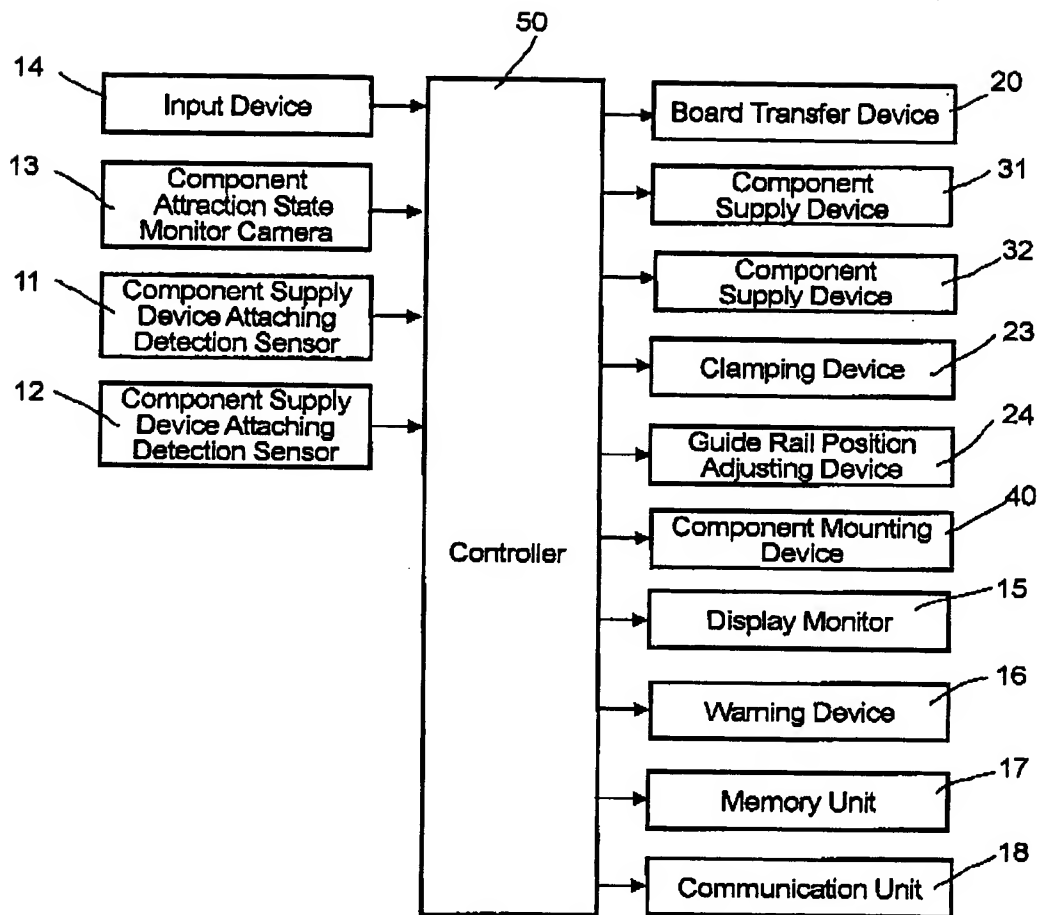 50
14
Input Device
13
Component
Attraction State
Monitor Camera
11
Component Supply
Device Attaching
Detection Sensor
12
Component Supply
Device Attaching
Detection Sensor
Controller
20
Board Transfer Device
31
Component
Supply Device
32
Component
Supply Device
23
Clamping Device
24
Guide Rail Position
Adjusting Device
40
Component Mounting
Device
15
Display Monitor
16
Warning Device
17
Memory Unit
18
Communication Unit